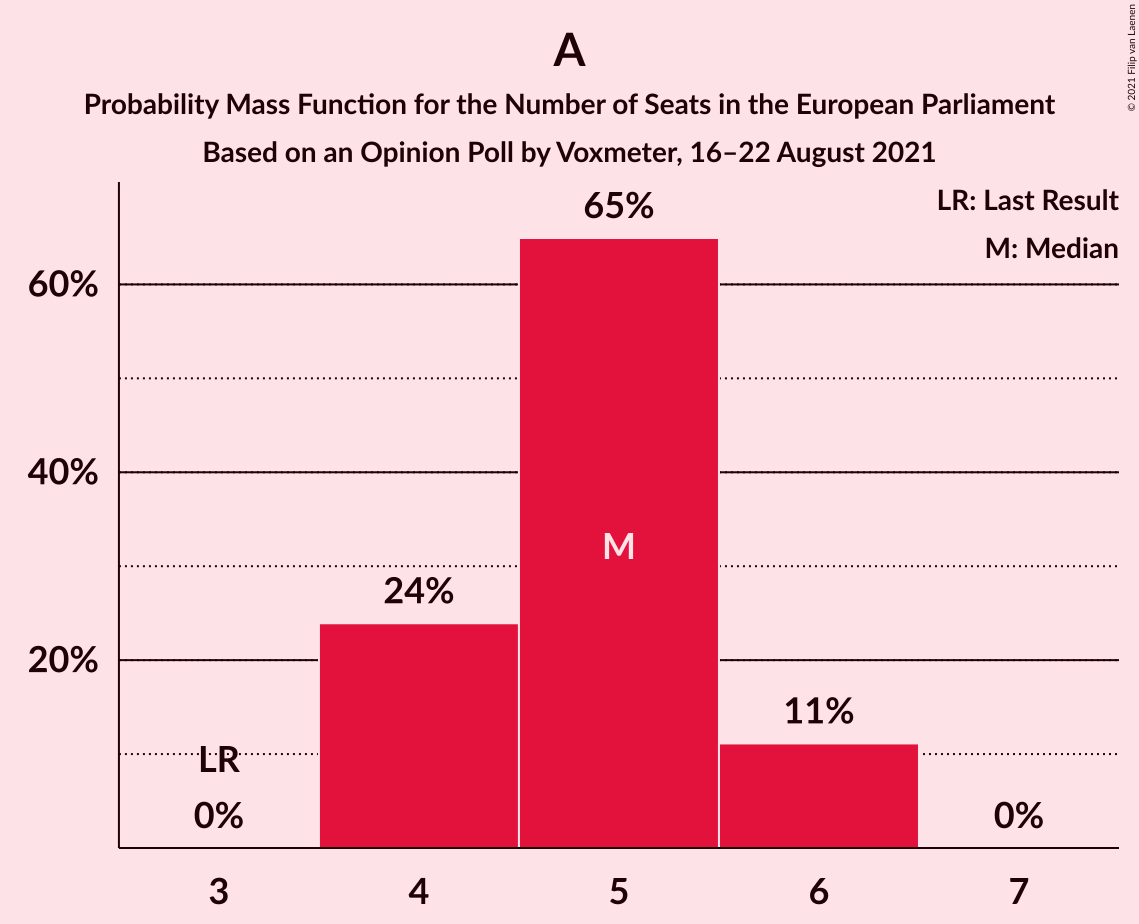 © 2021 Filip van Laenen
A
Probability Mass Function for the Number of Seats in the European Parliament
Based on an Opinion Poll by Voxmeter, 16–22 August 2021
LR: Last Result
M: Median
65%
60%
40%
M
24%
20%
11%
LR
0%
0%
3 4 5 6 7